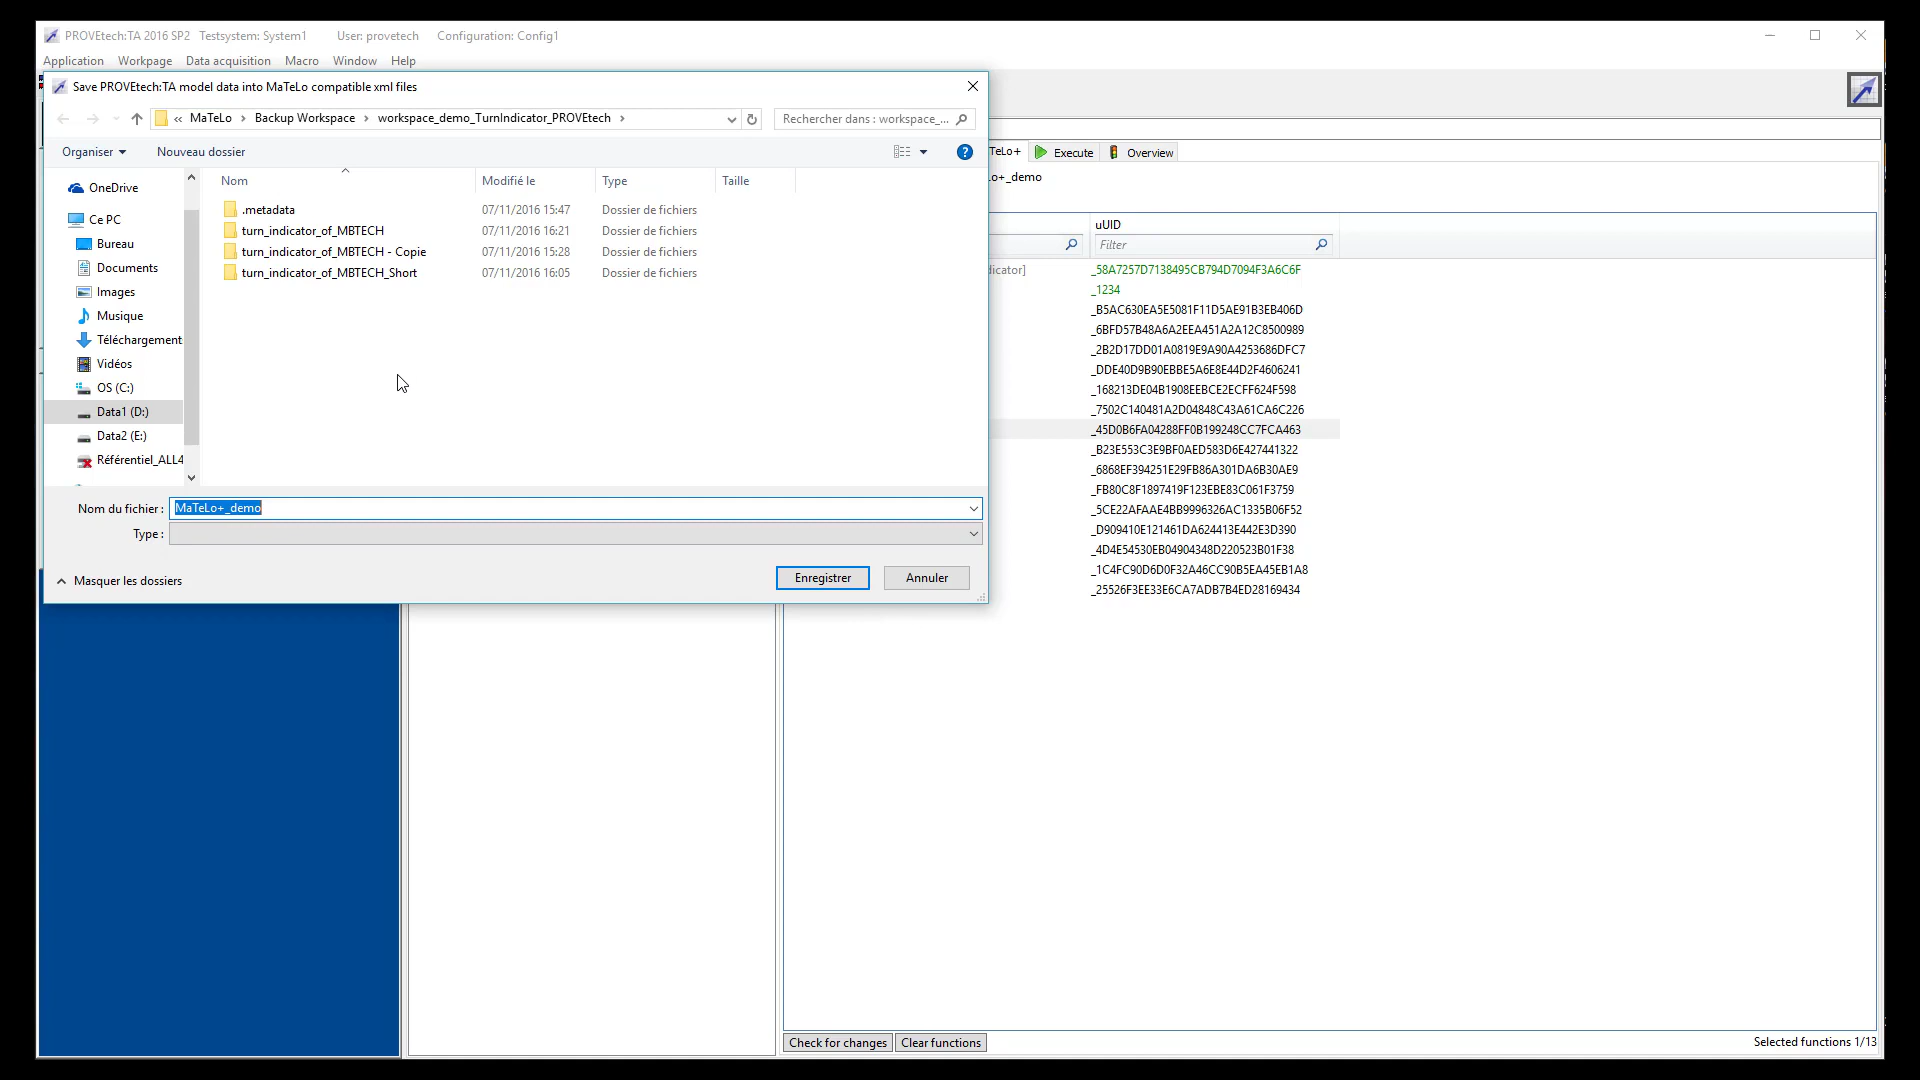 PROVEtech:TA 2016 SP2 Testsystem: System1 User: provetech Configuration: Config1
Application Workpage Data acquisition Macro Window Help
Save PROVEtech:TA model data into MaTeLo compatible xml files
« MaTeLo > Backup Workspace > workspace_demo_TurnIndicator_PROVEtech >
Rechercher dans : workspace_...
Organiser Nouveau dossier
TeLo+ Execute Overview
Lo+_demo
OneDrive
Ce PC
Bureau
Documents
Images
Musique
Téléchargement
Vidéos
OS (C:)
Data1 (D:)
Data2 (E:)
Référentiel_ALL4
Nom Modifié le Type Taille
.metadata 07/11/2016 15:47 Dossier de fichiers
turn_indicator_of_MBTECH 07/11/2016 16:21 Dossier de fichiers
turn_indicator_of_MBTECH - Copie 07/11/2016 15:28 Dossier de fichiers
turn_indicator_of_MBTECH_Short 07/11/2016 16:05 Dossier de fichiers
Nom du fichier : MaTeLo+_demo
Type :
Masquer les dossiers
Enregistrer Annuler
uUID
Filter
dicator] _58A7257D7138495CB794D7094F3A6C6F
_1234
_B5AC630EA5E5081F11D5AE91B3EB406D
_6BFD57B48A6A2EEA451A2A12C8500989
_2B2D17DD01A0819E9A90A4253686DFC7
_DDE40D9B90EBBE5A6E8E44D2F4606241
_168213DE04B1908EEBCE2ECFF624F598
_7502C140481A2D04848C43A61CA6C226
_45D0B6FA04288FF0B199248CC7FCA463
_B23E553C3E9BF0AED583D6E427441322
_6868EF394251E29FB86A301DA6B30AE9
_FB80C8F1897419F123EBE83C061F3759
_5CE22AFAAE4BB9996326AC1335B06F52
_D909410E121461DA624413E442E3D390
_4D4E54530EB04904348D220523B01F38
_1C4FC90D6D0F32A46CC90B5EA45EB1A8
_25526F3EE33E6CA7ADB7B4ED28169434
Check for changes Clear functions Selected functions 1/13